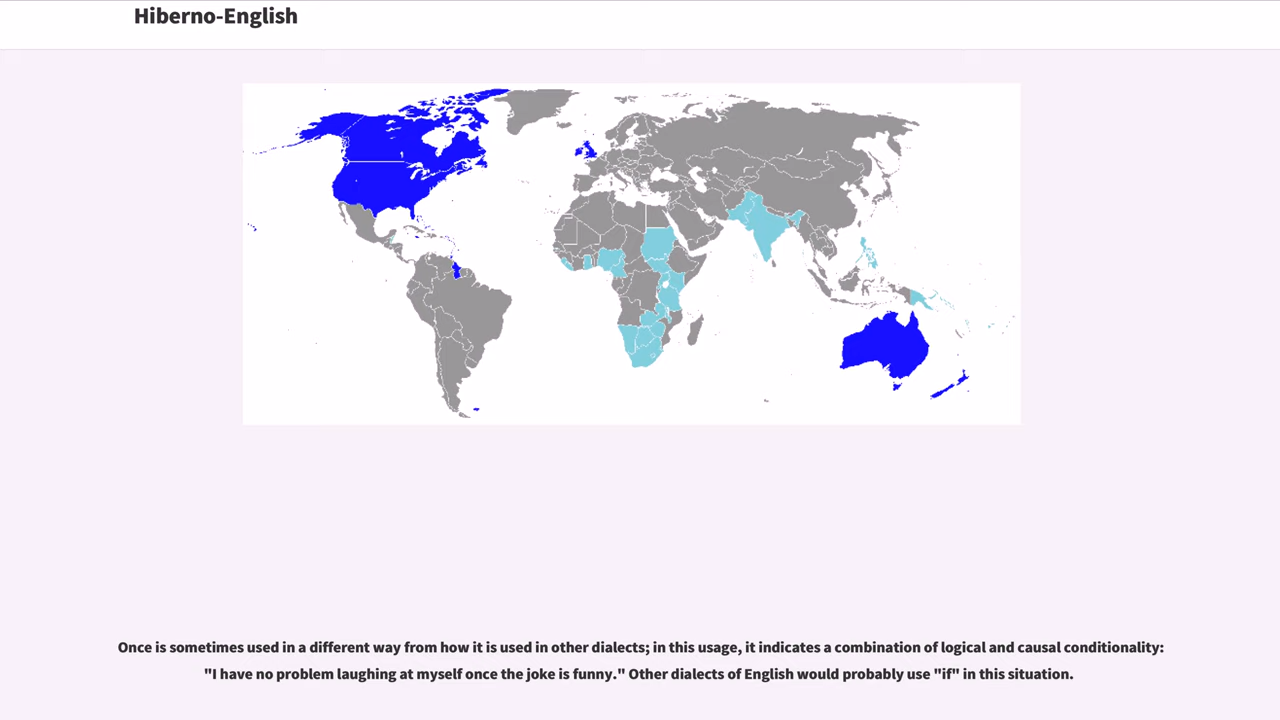 Hiberno-English
Once is sometimes used in a different way from how it is used in other dialects; in this usage, it indicates a combination of logical and causal conditionality:
"I have no problem laughing at myself once the joke is funny." Other dialects of English would probably use "if" in this situation.